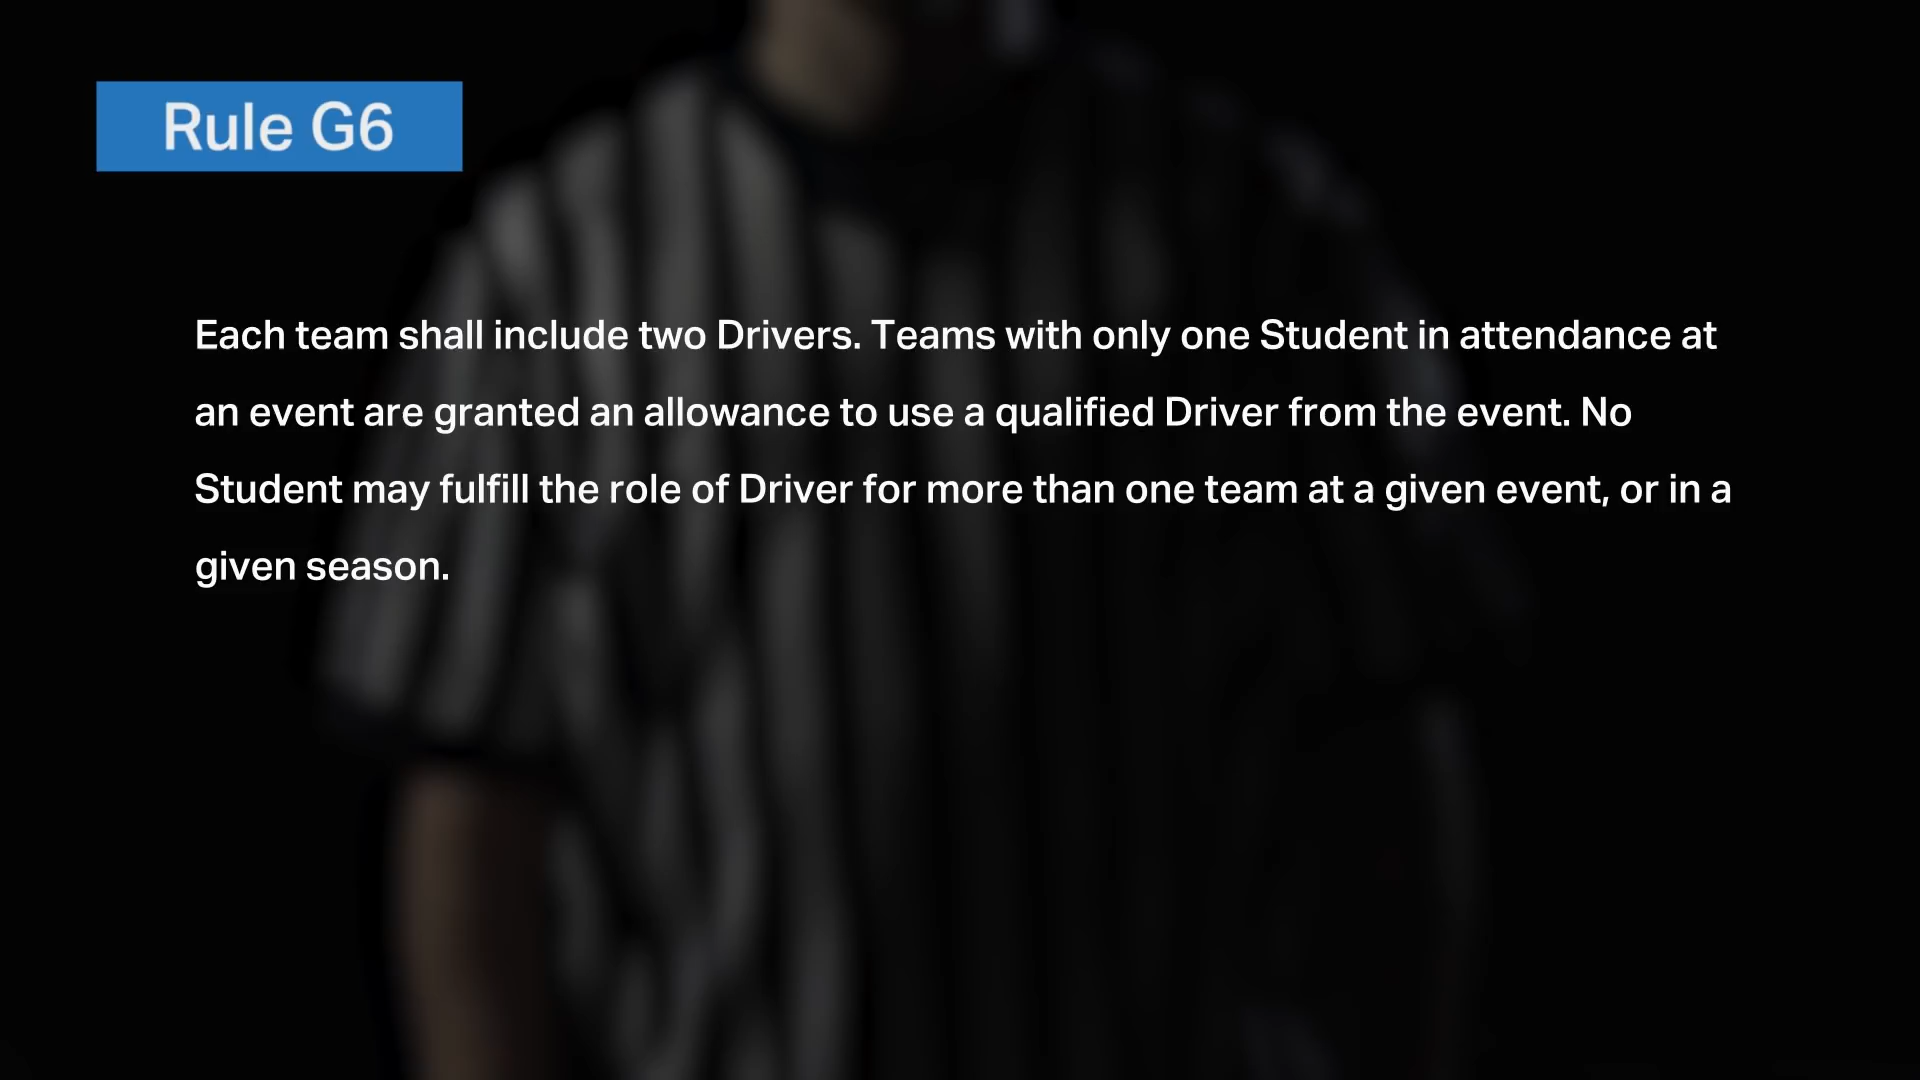 Rule G6
Each team shall include two Drivers. Teams with only one Student in attendance at
an event are granted an allowance to use a qualified Driver from the event. No
Student may fulfill the role of Driver for more than one team at a given event, or in a
given season.